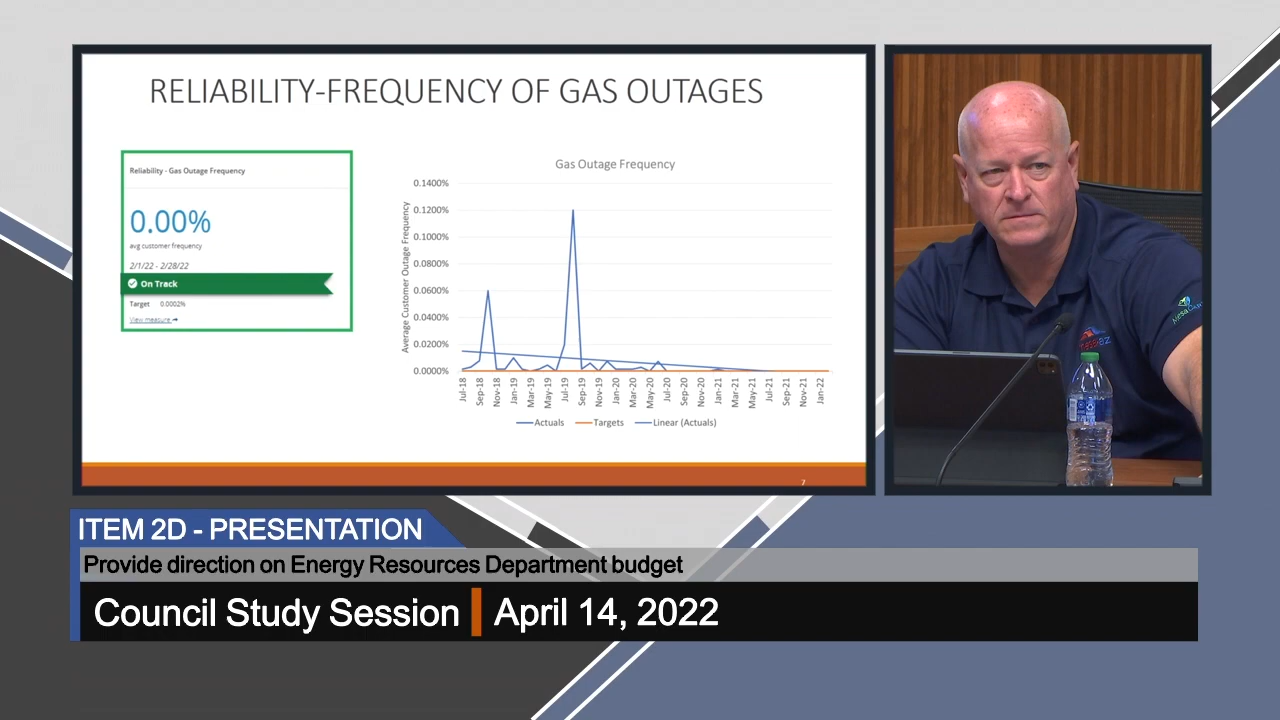 RELIABILITY-FREQUENCY OF GAS OUTAGES
Reliability - Gas Outage Frequency
0.00%
avg customer frequency
2/1/22 - 2/28/22
On Track
Target 0.0002%
View measure
Gas Outage Frequency
Average Customer Outage Frequency
0.1400%
0.1200%
0.1000%
0.0800%
0.0600%
0.0400%
0.0200%
0.0000%
Jul-18 Sep-18 Nov-18 Jan-19 Mar-19 May-19 Jul-19 Sep-19 Nov-19 Jan-20 Mar-20 May-20 Jul-20 Sep-20 Nov-20 Jan-21 Mar-21 May-21 Jul-21 Sep-21 Nov-21 Jan-22
Actuals Targets Linear (Actuals)
7
ITEM 2D - PRESENTATION
Provide direction on Energy Resources Department budget
Council Study Session April 14, 2022